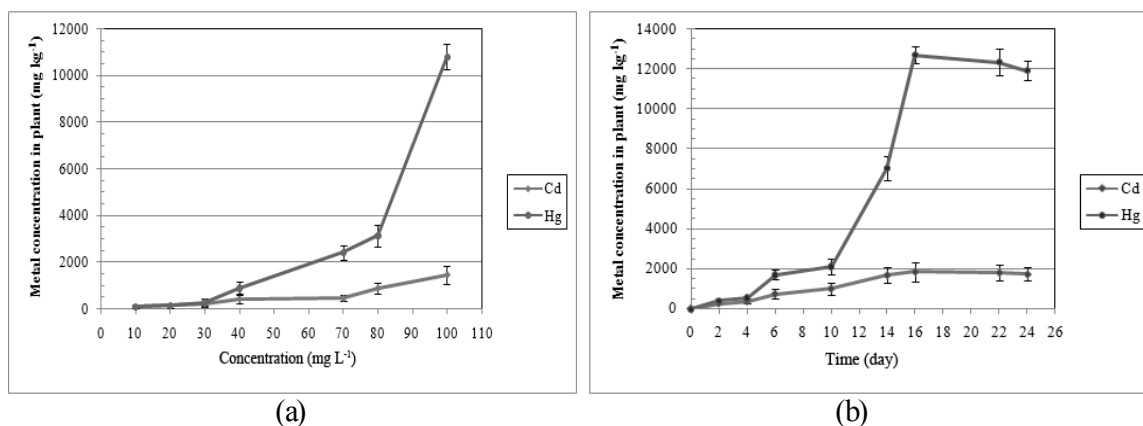 Metal concentration in plant (mg kg⁻¹)
12000
10000
8000
6000
4000
2000
0
0 10 20 30 40 50 60 70 80 90 100 110
Concentration (mg L⁻¹)
Cd
Hg
(a)
Metal concentration in plant (mg kg⁻¹)
14000
12000
10000
8000
6000
4000
2000
0
0 2 4 6 8 10 12 14 16 18 20 22 24 26
Time (day)
Cd
Hg
(b)